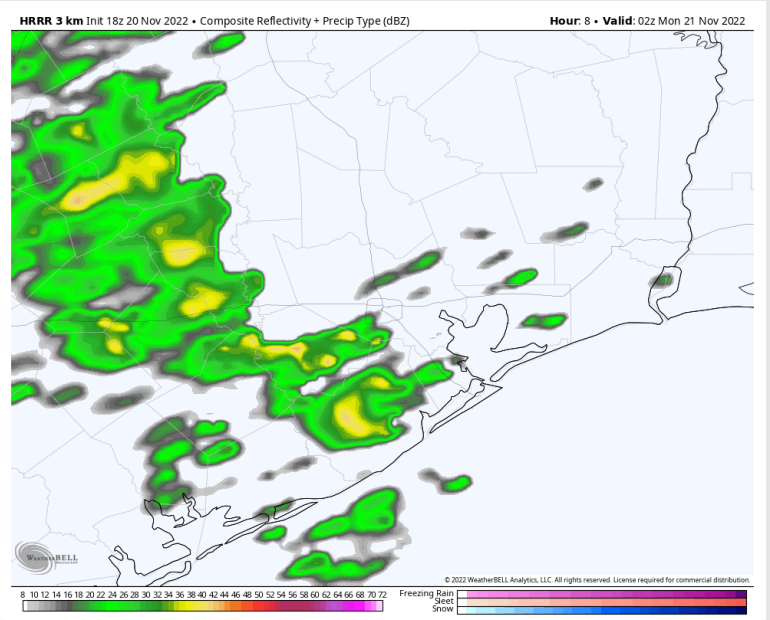 HRRR 3 km Init 18z 20 Nov 2022 • Composite Reflectivity + Precip Type (dBZ) Hour: 8 • Valid: 02z Mon 21 Nov 2022
WEATHERBELL
© 2022 WeatherBELL Analytics, LLC. All rights reserved. License required for commercial distribution.
8 10 12 14 16 18 20 22 24 26 28 30 32 34 36 38 40 42 44 46 48 50 52 54 56 58 60 62 64 66 68 70 72
Freezing Rain
Sleet
Snow